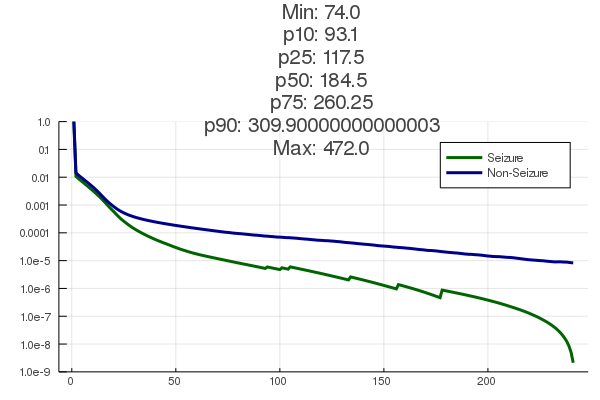 Min: 74.0
p10: 93.1
p25: 117.5
p50: 184.5
p75: 260.25
p90: 309.90000000000003
Max: 472.0
1.0
0.1
0.01
0.001
0.0001
1.0e-5
1.0e-6
1.0e-7
1.0e-8
1.0e-9
Seizure
Non-Seizure
0 50 100 150 200